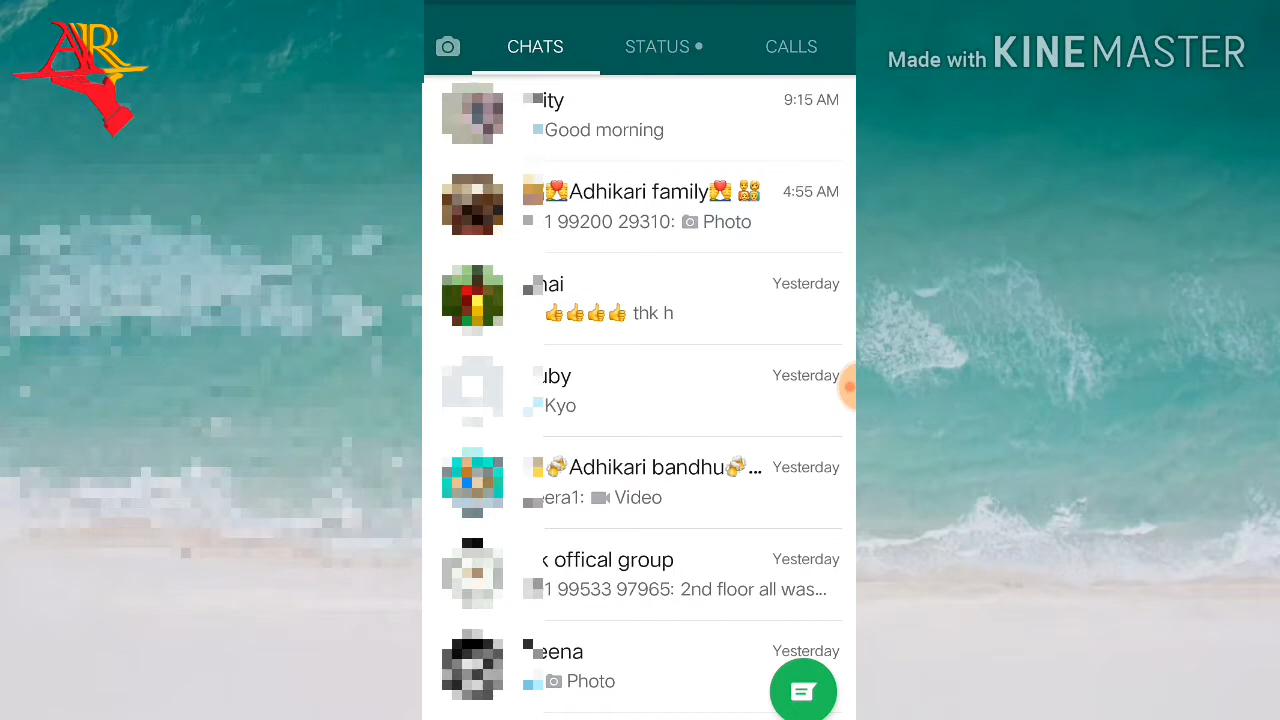 AR
CHATS STATUS CALLS
Made with KINEMASTER
ity 9:15 AM
Good morning
👩‍❤️‍👨Adhikari family👩‍❤️‍👨 👨‍👩‍👧‍👦 4:55 AM
1 99200 29310: Photo
hai Yesterday
👍👍👍👍 thk h
uby Yesterday
Kyo
🍻Adhikari bandhu🍻... Yesterday
eera1: Video
k offical group Yesterday
1 99533 97965: 2nd floor all was...
eena Yesterday
Photo